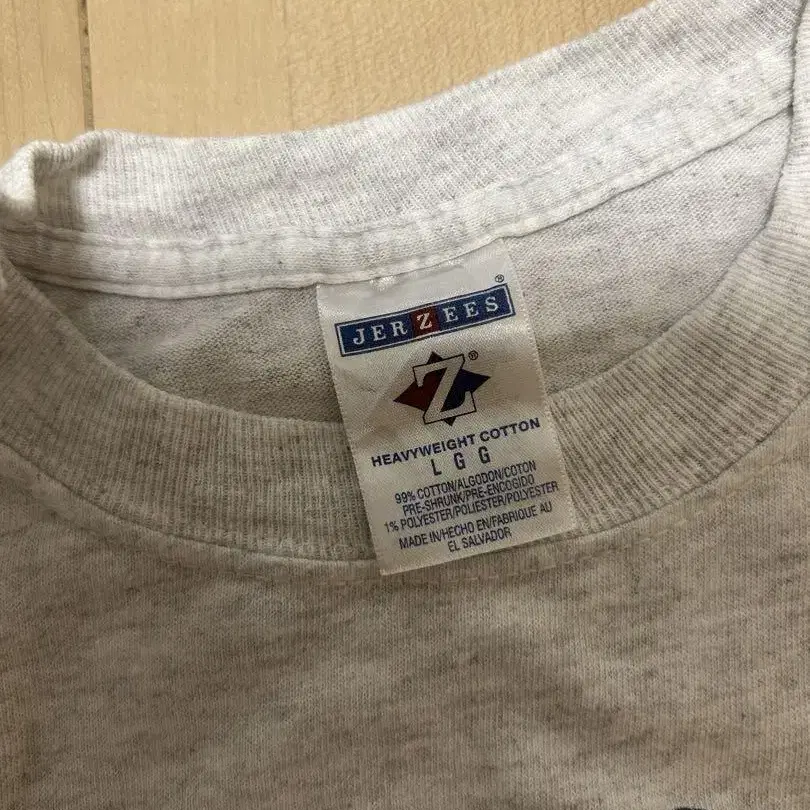 ®
JERZEES
Z®
HEAVYWEIGHT COTTON
L G G
99% COTTON/ALGODON/COTON
PRE-SHRUNK/PRE-ENCOGIDO
1% POLYESTER/POLIESTER/POLYESTER
MADE IN/HECHO EN/FABRIQUE AU
EL SALVADOR